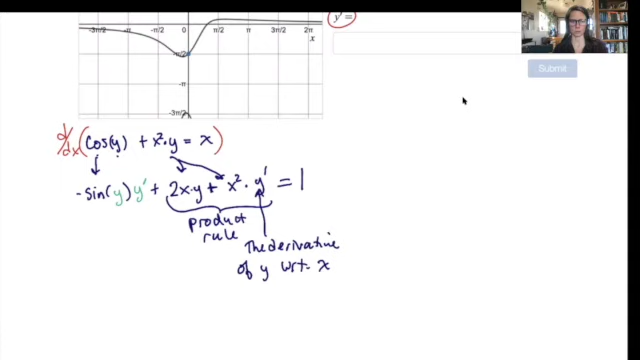 y' =
-3π/2 -π -π/2 0 π/2 π 3π/2 2π
x
-π/2
-π
-3π/2
Submit
d/dx (cos(y) + x²·y = x)
-sin(y) y' + 2x·y + x²·y' = 1
product
rule
The derivative
of y wrt. x